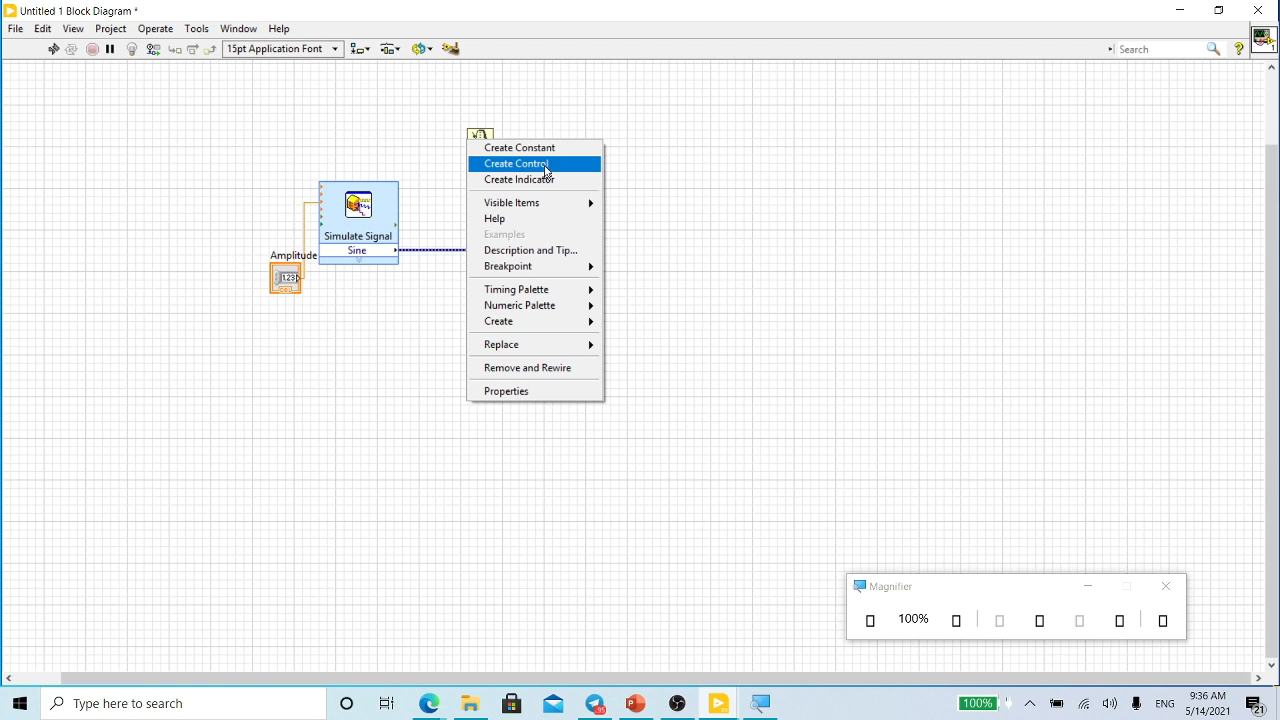 Untitled 1 Block Diagram *
File Edit View Project Operate Tools Window Help
15pt Application Font
Search
?
1
Create Constant
Create Control
Create Indicator
Visible Items
Help
Examples
Description and Tip...
Breakpoint
Timing Palette
Numeric Palette
Create
Replace
Remove and Rewire
Properties
Simulate Signal
Sine
Amplitude
1.23
Magnifier
100%
Type here to search
100%
ENG
9:36 AM
5/14/2021
21